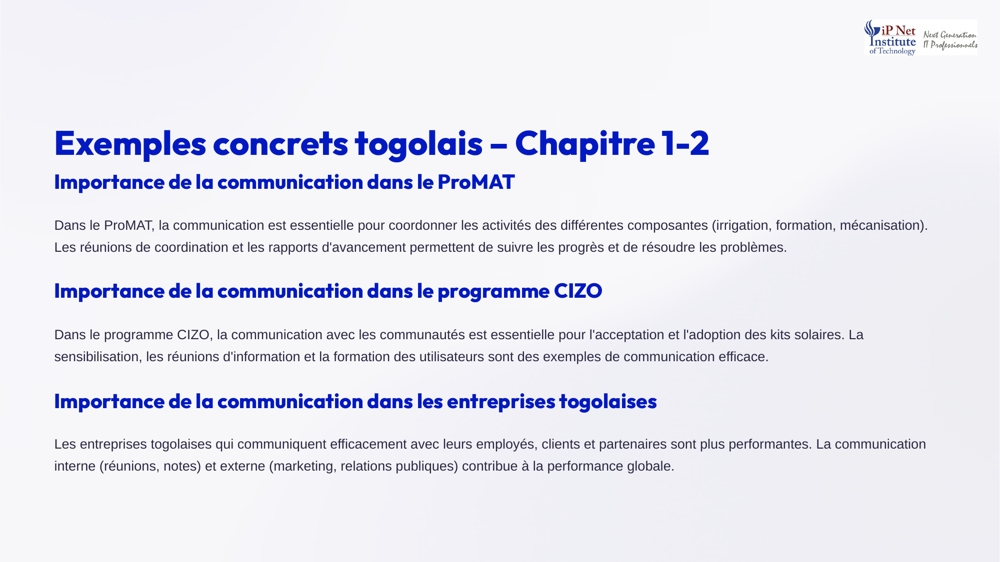 iP Net
Institute
of Technology
Next Generation
IT Professionnels
Exemples concrets togolais – Chapitre 1-2
Importance de la communication dans le ProMAT
Dans le ProMAT, la communication est essentielle pour coordonner les activités des différentes composantes (irrigation, formation, mécanisation).
Les réunions de coordination et les rapports d'avancement permettent de suivre les progrès et de résoudre les problèmes.
Importance de la communication dans le programme CIZO
Dans le programme CIZO, la communication avec les communautés est essentielle pour l'acceptation et l'adoption des kits solaires. La
sensibilisation, les réunions d'information et la formation des utilisateurs sont des exemples de communication efficace.
Importance de la communication dans les entreprises togolaises
Les entreprises togolaises qui communiquent efficacement avec leurs employés, clients et partenaires sont plus performantes. La communication
interne (réunions, notes) et externe (marketing, relations publiques) contribue à la performance globale.